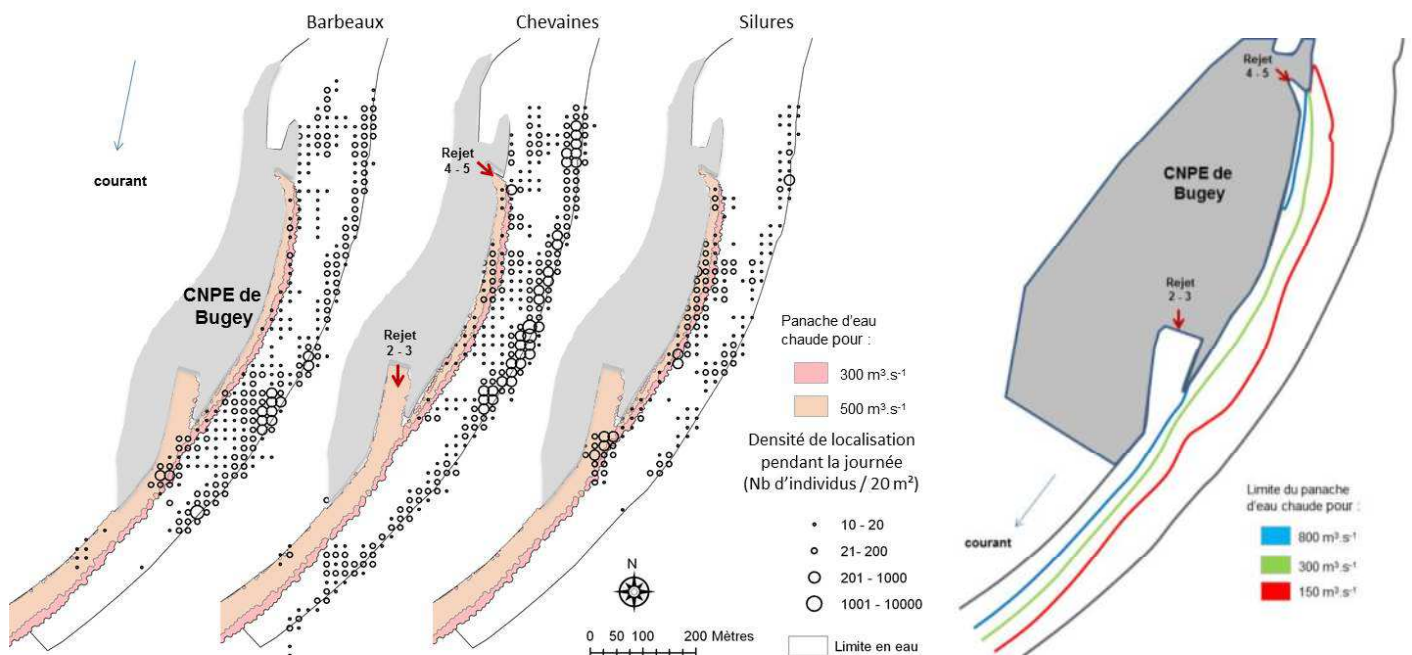 Barbeaux
Chevaines
Silures
courant
CNPE de
Bugey
Rejet
4 - 5
Rejet
2 - 3
Panache d'eau
chaude pour :
300 m³.s⁻¹
500 m³.s⁻¹
Densité de localisation
pendant la journée
(Nb d'individus / 20 m²)
10 - 20
21- 200
201 - 1000
1001 - 10000
Limite en eau
N
0 50 100 200 Mètres
Rejet
4 - 5
CNPE de
Bugey
Rejet
2 - 3
courant
Limite du panache
d'eau chaude pour :
800 m³.s⁻¹
300 m³.s⁻¹
150 m³.s⁻¹